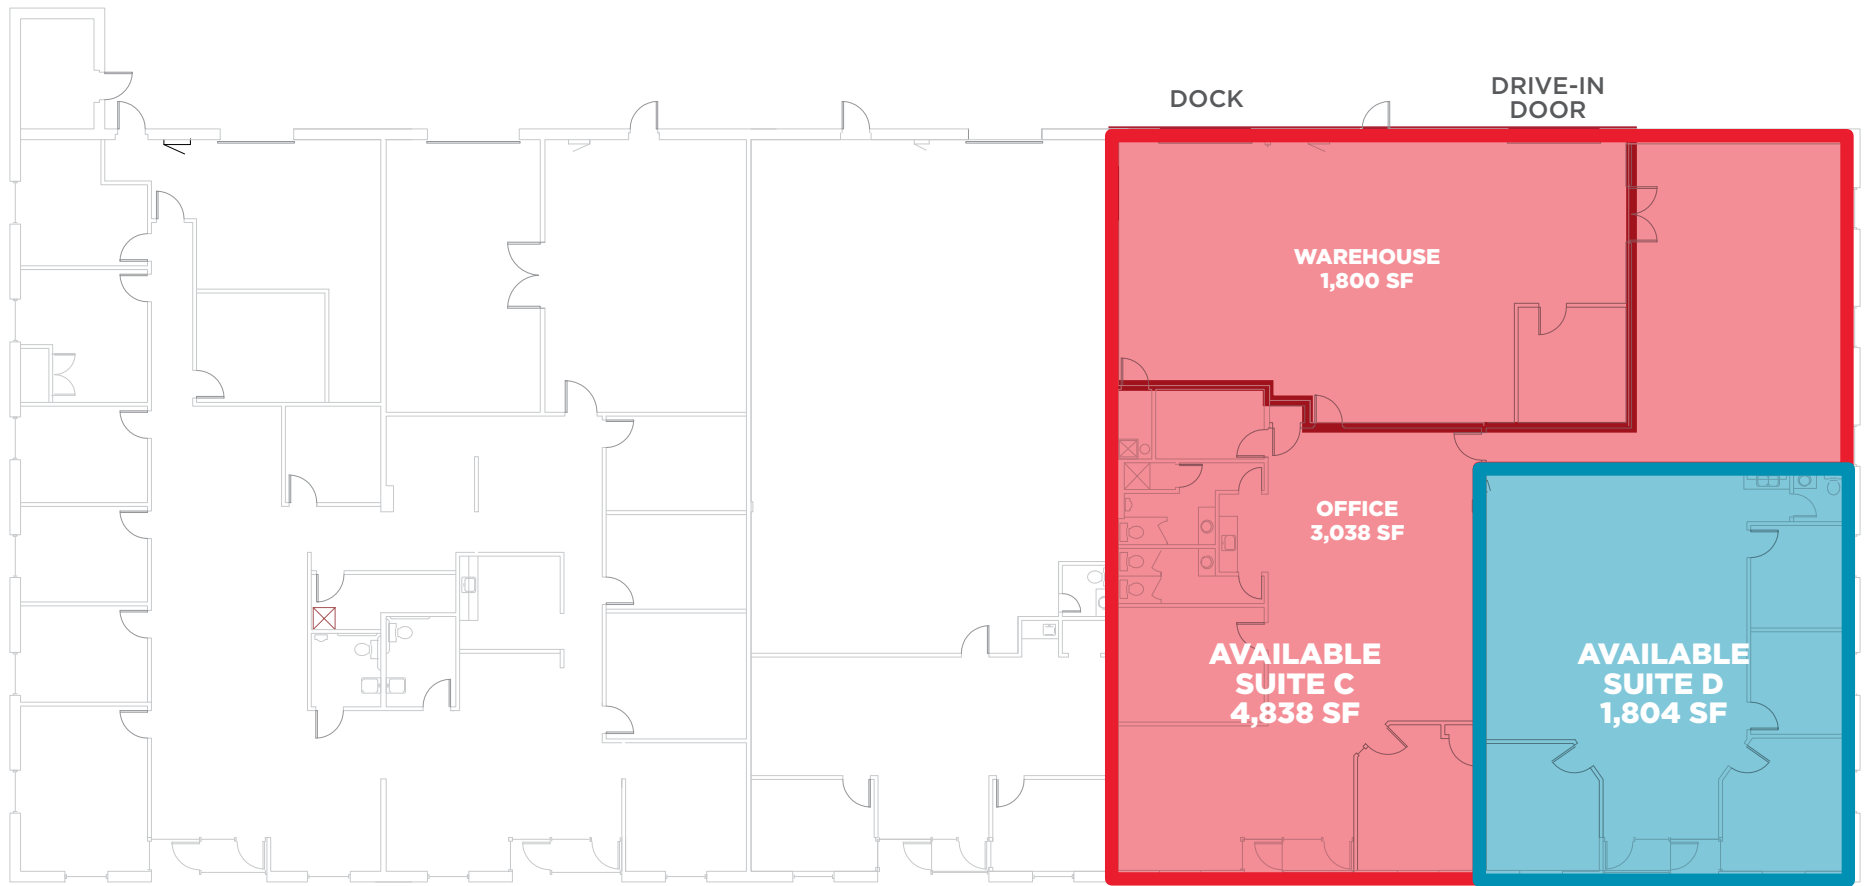 DOCK
DRIVE-IN
DOOR
WAREHOUSE
1,800 SF
OFFICE
3,038 SF
AVAILABLE
SUITE C
4,838 SF
AVAILABLE
SUITE D
1,804 SF